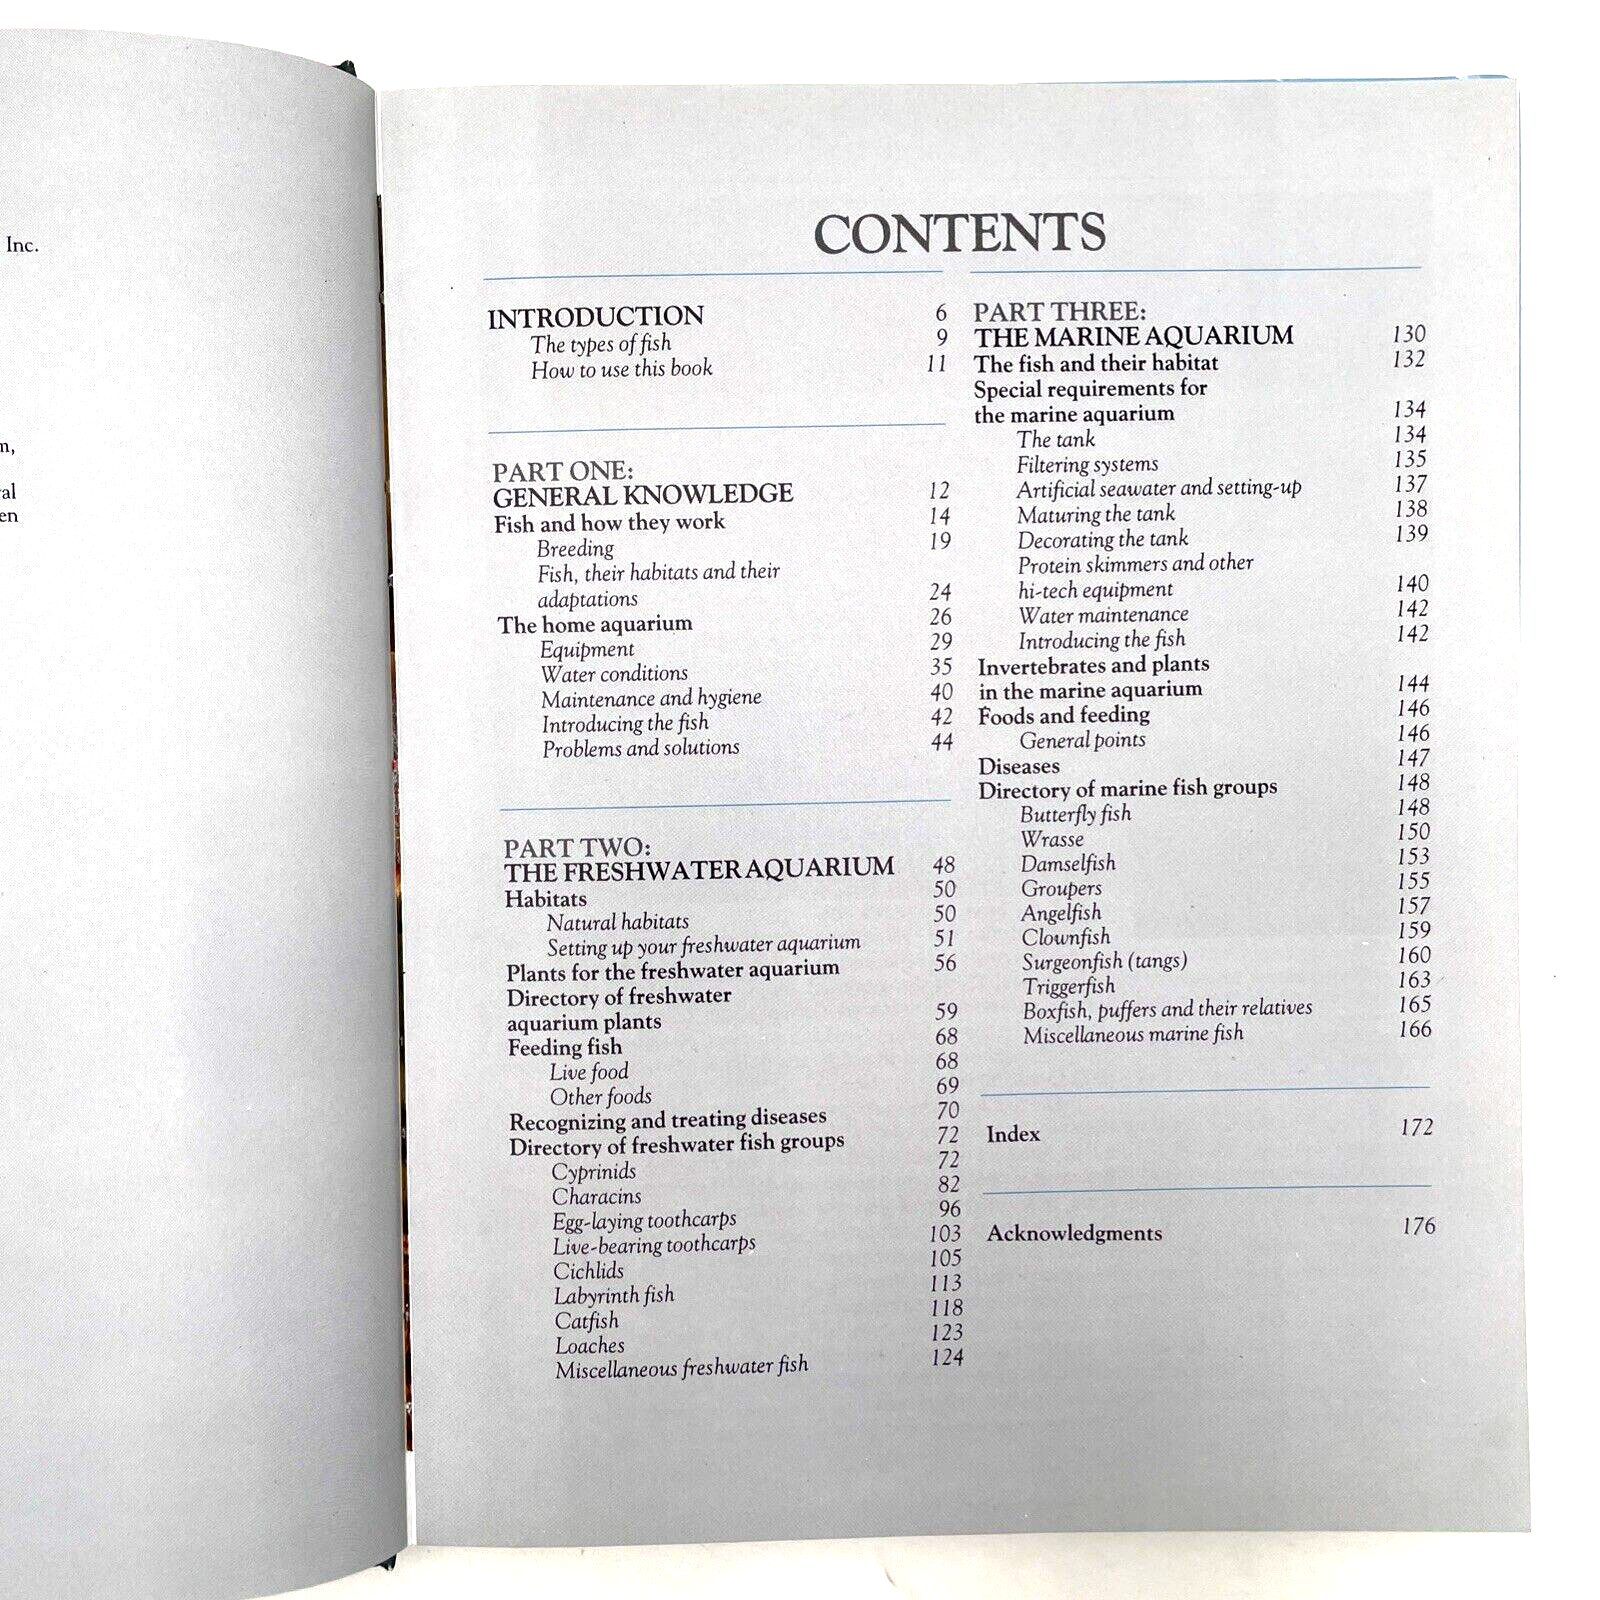 Inc.
CONTENTS
INTRODUCTION 6
The types of fish 9
How to use this book 11
PART ONE:
GENERAL KNOWLEDGE 12
Fish and how they work 14
Breeding 19
Fish, their habitats and their
adaptations 24
The home aquarium 26
Equipment 29
Water conditions 35
Maintenance and hygiene 40
Introducing the fish 42
Problems and solutions 44
PART TWO:
THE FRESHWATER AQUARIUM 48
Habitats 50
Natural habitats 50
Setting up your freshwater aquarium 51
Plants for the freshwater aquarium 56
Directory of freshwater
aquarium plants 59
Feeding fish 68
Live food 68
Other foods 69
Recognizing and treating diseases 70
Directory of freshwater fish groups 72
Cyprinids 72
Characins 82
Egg-laying toothcarps 96
Live-bearing toothcarps 103
Cichlids 105
Labyrinth fish 113
Catfish 118
Loaches 123
Miscellaneous freshwater fish 124
PART THREE:
THE MARINE AQUARIUM 130
The fish and their habitat 132
Special requirements for
the marine aquarium 134
The tank 134
Filtering systems 135
Artificial seawater and setting-up 137
Maturing the tank 138
Decorating the tank 139
Protein skimmers and other
hi-tech equipment 140
Water maintenance 142
Introducing the fish 142
Invertebrates and plants
in the marine aquarium 144
Foods and feeding 146
General points 146
Diseases 147
Directory of marine fish groups 148
Butterfly fish 148
Wrasse 150
Damselfish 153
Groupers 155
Angelfish 157
Clownfish 159
Surgeonfish (tangs) 160
Triggerfish 163
Boxfish, puffers and their relatives 165
Miscellaneous marine fish 166
Index 172
Acknowledgments 176